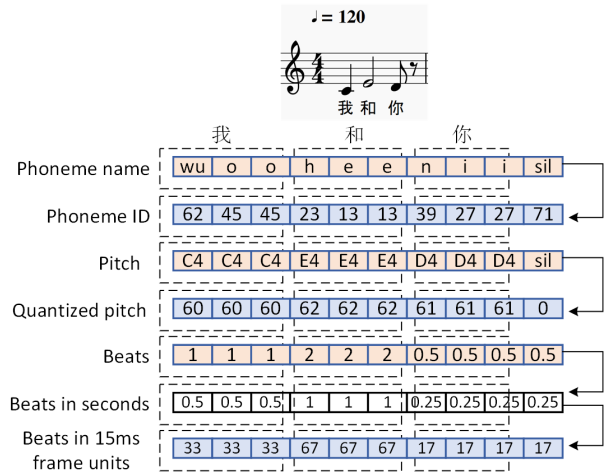 ♩ = 120
4
4
我 和 你
我 和 你
Phoneme name wu o o h e e n i i sil
Phoneme ID 62 45 45 23 13 13 39 27 27 71
Pitch C4 C4 C4 E4 E4 E4 D4 D4 D4 sil
Quantized pitch 60 60 60 62 62 62 61 61 61 0
Beats 1 1 1 2 2 2 0.5 0.5 0.5 0.5
Beats in seconds 0.5 0.5 0.5 1 1 1 0.25 0.25 0.25 0.25
Beats in 15ms
frame units 33 33 33 67 67 67 17 17 17 17